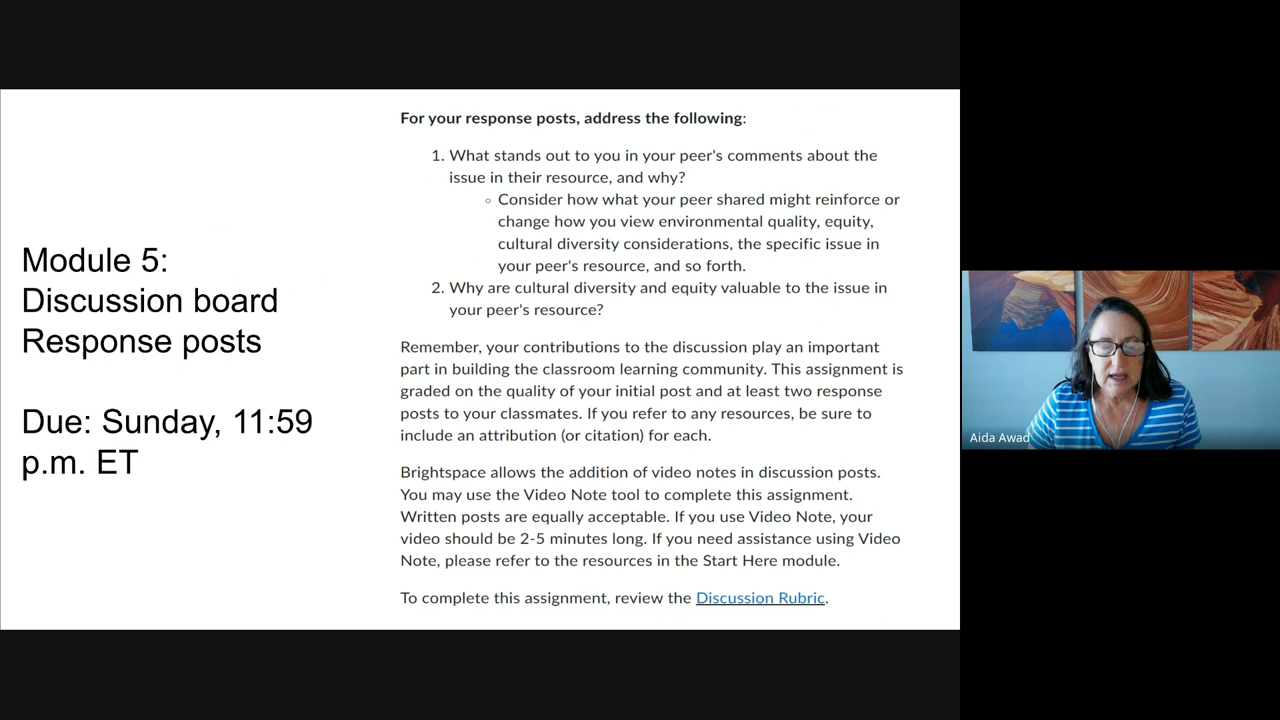 Module 5:
Discussion board
Response posts
Due: Sunday, 11:59
p.m. ET
For your response posts, address the following:
1. What stands out to you in your peer's comments about the
issue in their resource, and why?
○ Consider how what your peer shared might reinforce or
change how you view environmental quality, equity,
cultural diversity considerations, the specific issue in
your peer's resource, and so forth.
2. Why are cultural diversity and equity valuable to the issue in
your peer's resource?
Remember, your contributions to the discussion play an important
part in building the classroom learning community. This assignment is
graded on the quality of your initial post and at least two response
posts to your classmates. If you refer to any resources, be sure to
include an attribution (or citation) for each.
Brightspace allows the addition of video notes in discussion posts.
You may use the Video Note tool to complete this assignment.
Written posts are equally acceptable. If you use Video Note, your
video should be 2-5 minutes long. If you need assistance using Video
Note, please refer to the resources in the Start Here module.
To complete this assignment, review the Discussion Rubric.
Aida Awad